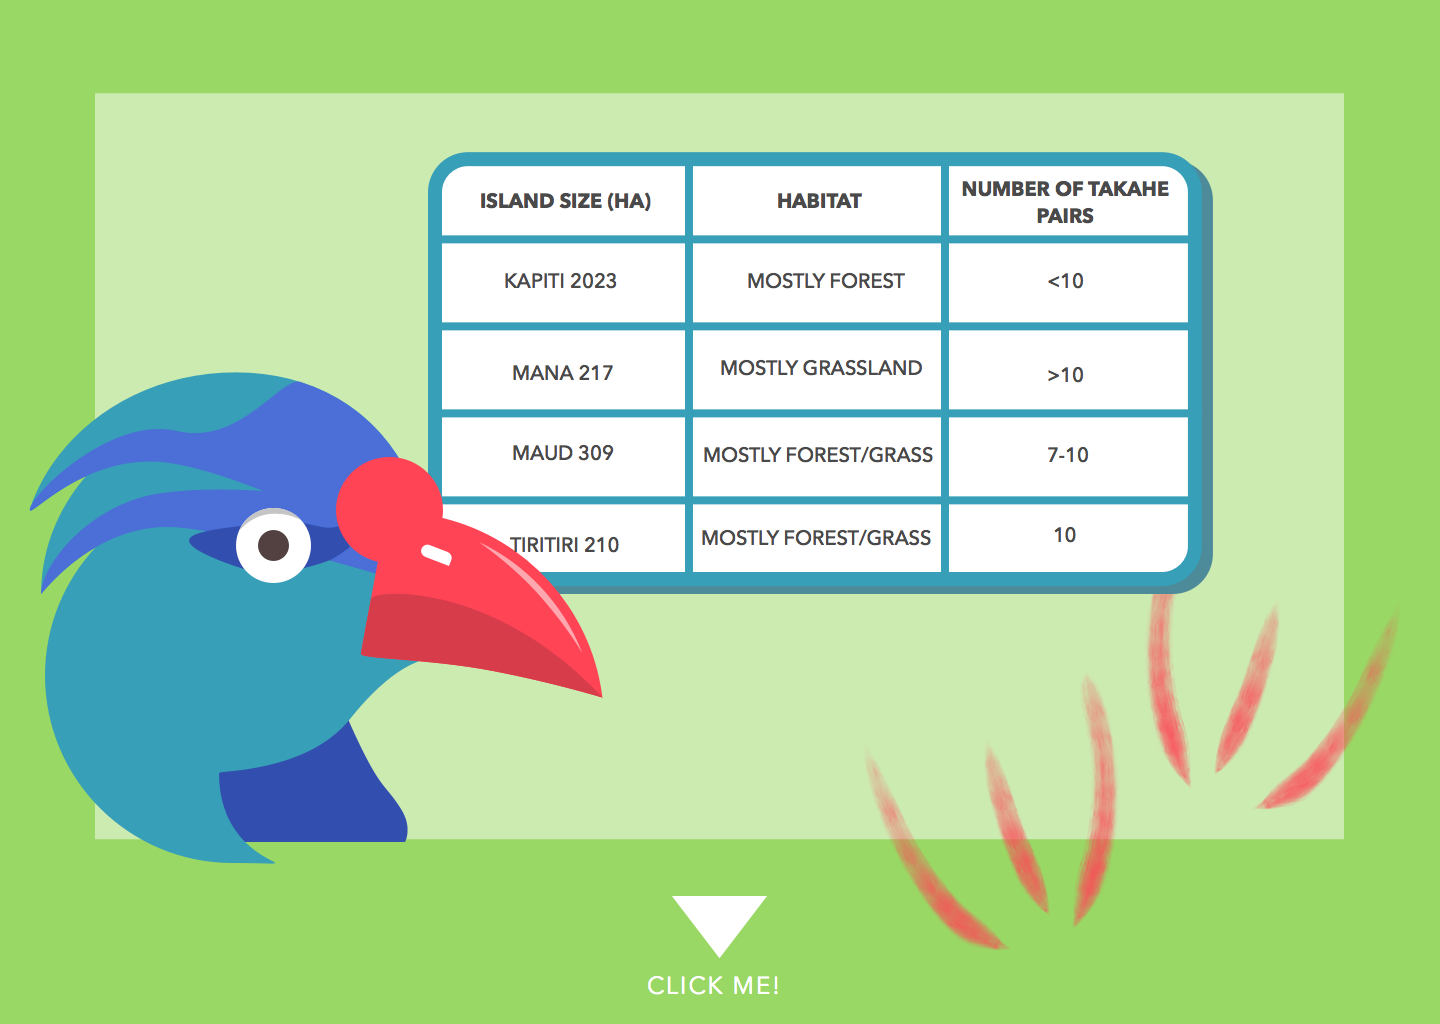 ISLAND SIZE (HA)
HABITAT
NUMBER OF TAKAHE
PAIRS
KAPITI 2023
MOSTLY FOREST
<10
MANA 217
MOSTLY GRASSLAND
>10
MAUD 309
MOSTLY FOREST/GRASS
7-10
TIRITIRI 210
MOSTLY FOREST/GRASS
10
CLICK ME!